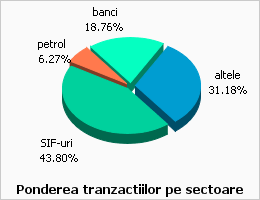 banci
18.76%
petrol
6.27%
altele
31.18%
SIF-uri
43.80%
Ponderea tranzactiilor pe sectoare